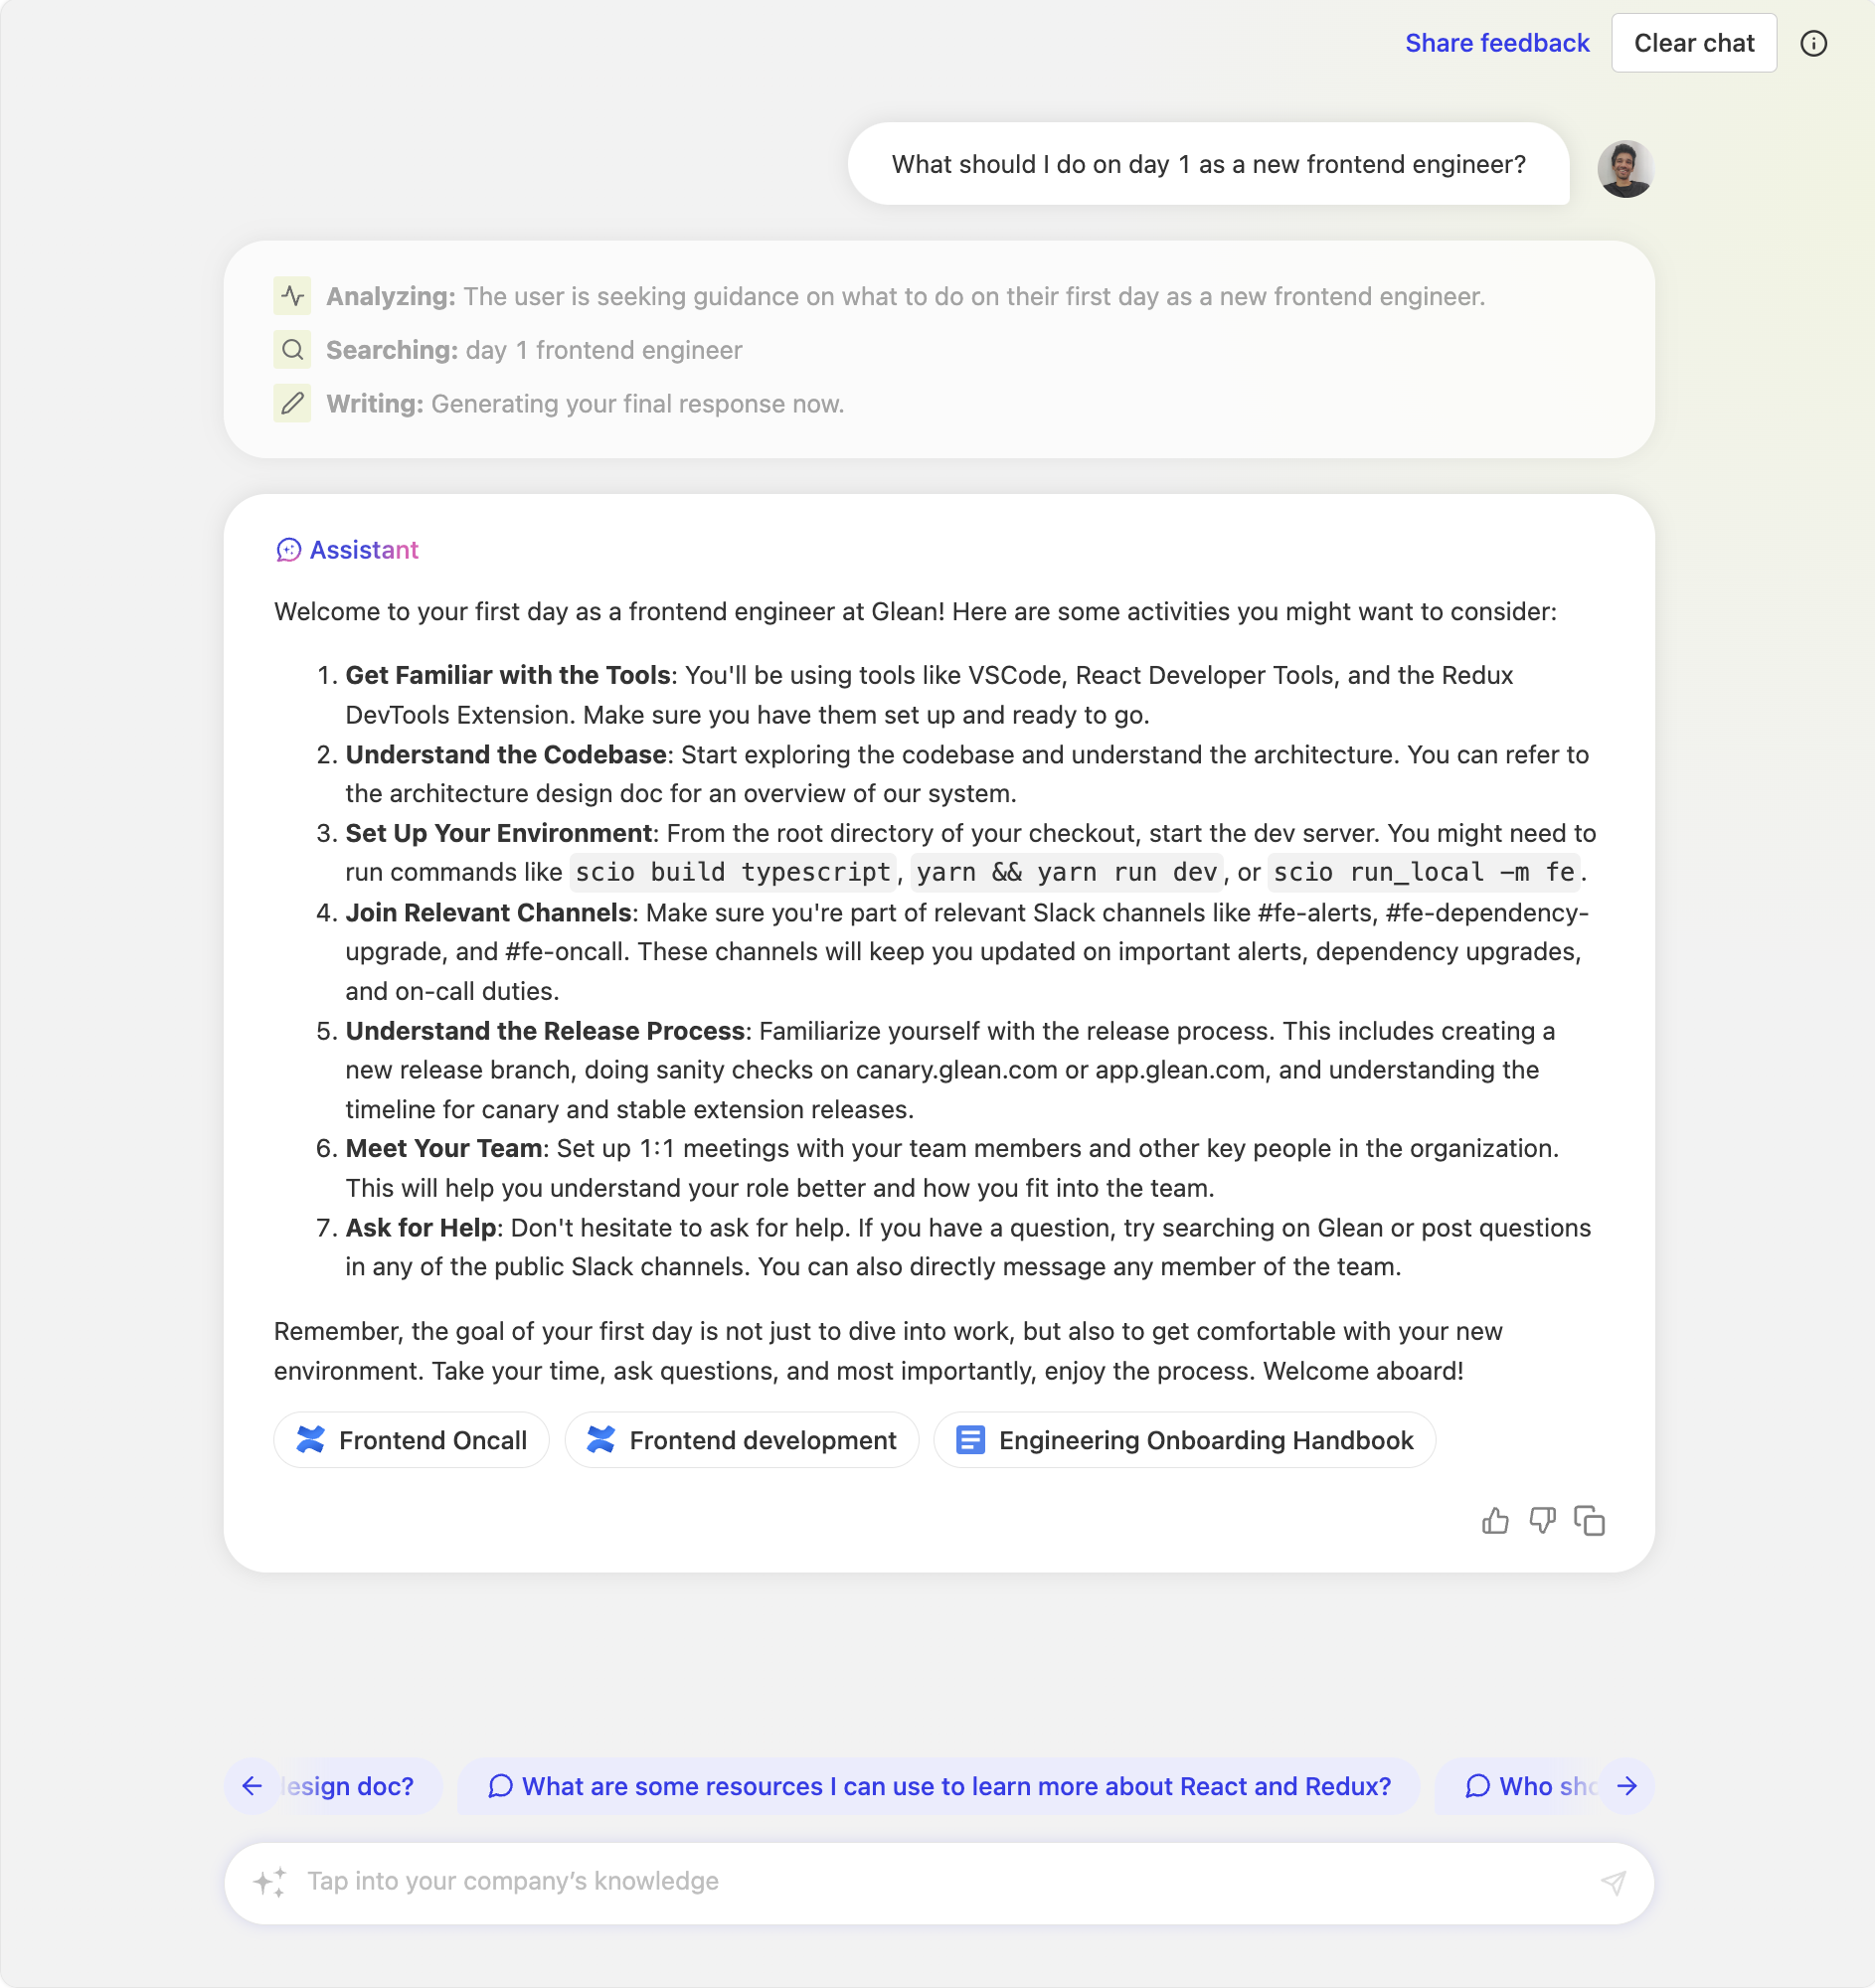 Share feedback
Clear chat
What should I do on day 1 as a new frontend engineer?
Analyzing: The user is seeking guidance on what to do on their first day as a new frontend engineer.
Searching: day 1 frontend engineer
Writing: Generating your final response now.
Assistant
Welcome to your first day as a frontend engineer at Glean! Here are some activities you might want to consider:
1. Get Familiar with the Tools: You'll be using tools like VSCode, React Developer Tools, and the Redux
DevTools Extension. Make sure you have them set up and ready to go.
2. Understand the Codebase: Start exploring the codebase and understand the architecture. You can refer to
the architecture design doc for an overview of our system.
3. Set Up Your Environment: From the root directory of your checkout, start the dev server. You might need to
run commands like scio build typescript, yarn && yarn run dev, or scio run_local -m fe.
4. Join Relevant Channels: Make sure you're part of relevant Slack channels like #fe-alerts, #fe-dependency-
upgrade, and #fe-oncall. These channels will keep you updated on important alerts, dependency upgrades,
and on-call duties.
5. Understand the Release Process: Familiarize yourself with the release process. This includes creating a
new release branch, doing sanity checks on canary.glean.com or app.glean.com, and understanding the
timeline for canary and stable extension releases.
6. Meet Your Team: Set up 1:1 meetings with your team members and other key people in the organization.
This will help you understand your role better and how you fit into the team.
7. Ask for Help: Don't hesitate to ask for help. If you have a question, try searching on Glean or post questions
in any of the public Slack channels. You can also directly message any member of the team.
Remember, the goal of your first day is not just to dive into work, but also to get comfortable with your new
environment. Take your time, ask questions, and most importantly, enjoy the process. Welcome aboard!
Frontend Oncall
Frontend development
Engineering Onboarding Handbook
esign doc?
What are some resources I can use to learn more about React and Redux?
Who
Tap into your company’s knowledge